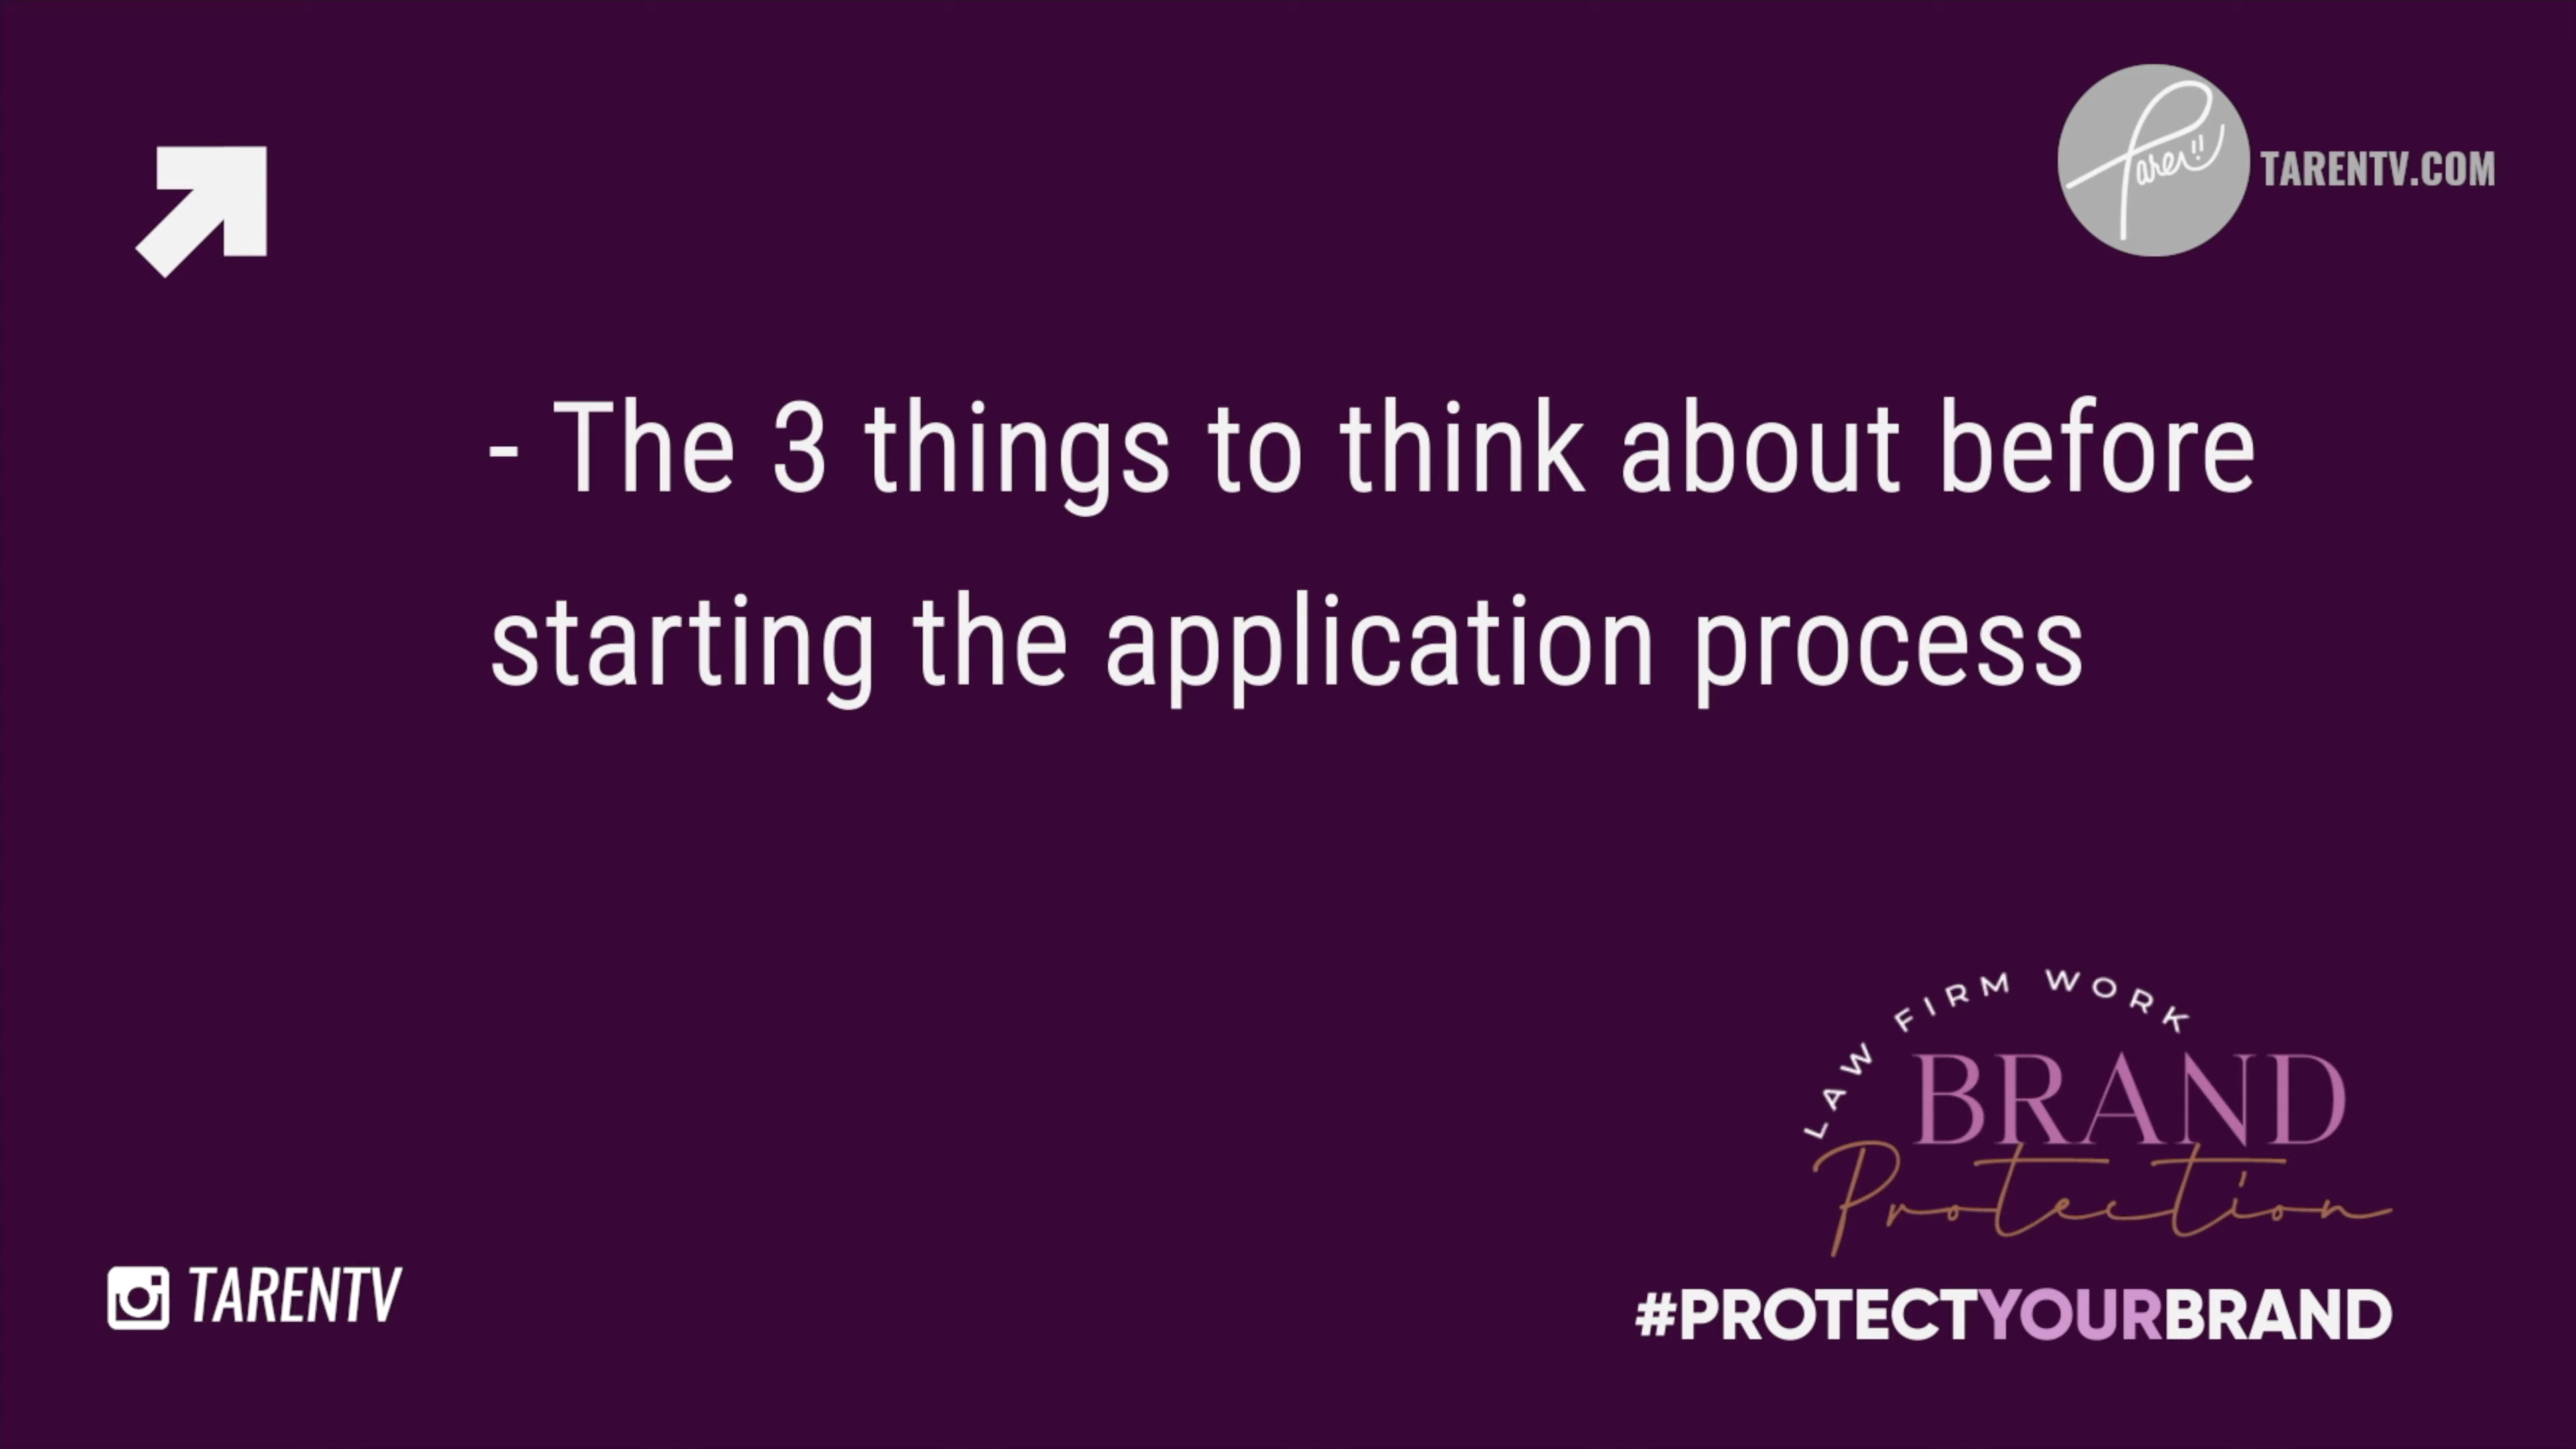 Taren!!
TARENTV.COM
- The 3 things to think about before
starting the application process
LAW FIRM WORK
BRAND
Protection
TARENTV
#PROTECTYOURBRAND